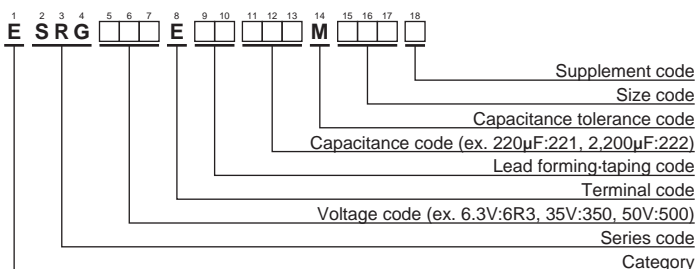 1 2 3 4 5 6 7 8 9 10 11 12 13 14 15 16 17 18
E S R G E M
Supplement code
Size code
Capacitance tolerance code
Capacitance code (ex. 220µF:221, 2,200µF:222)
Lead forming·taping code
Terminal code
Voltage code (ex. 6.3V:6R3, 35V:350, 50V:500)
Series code
Category